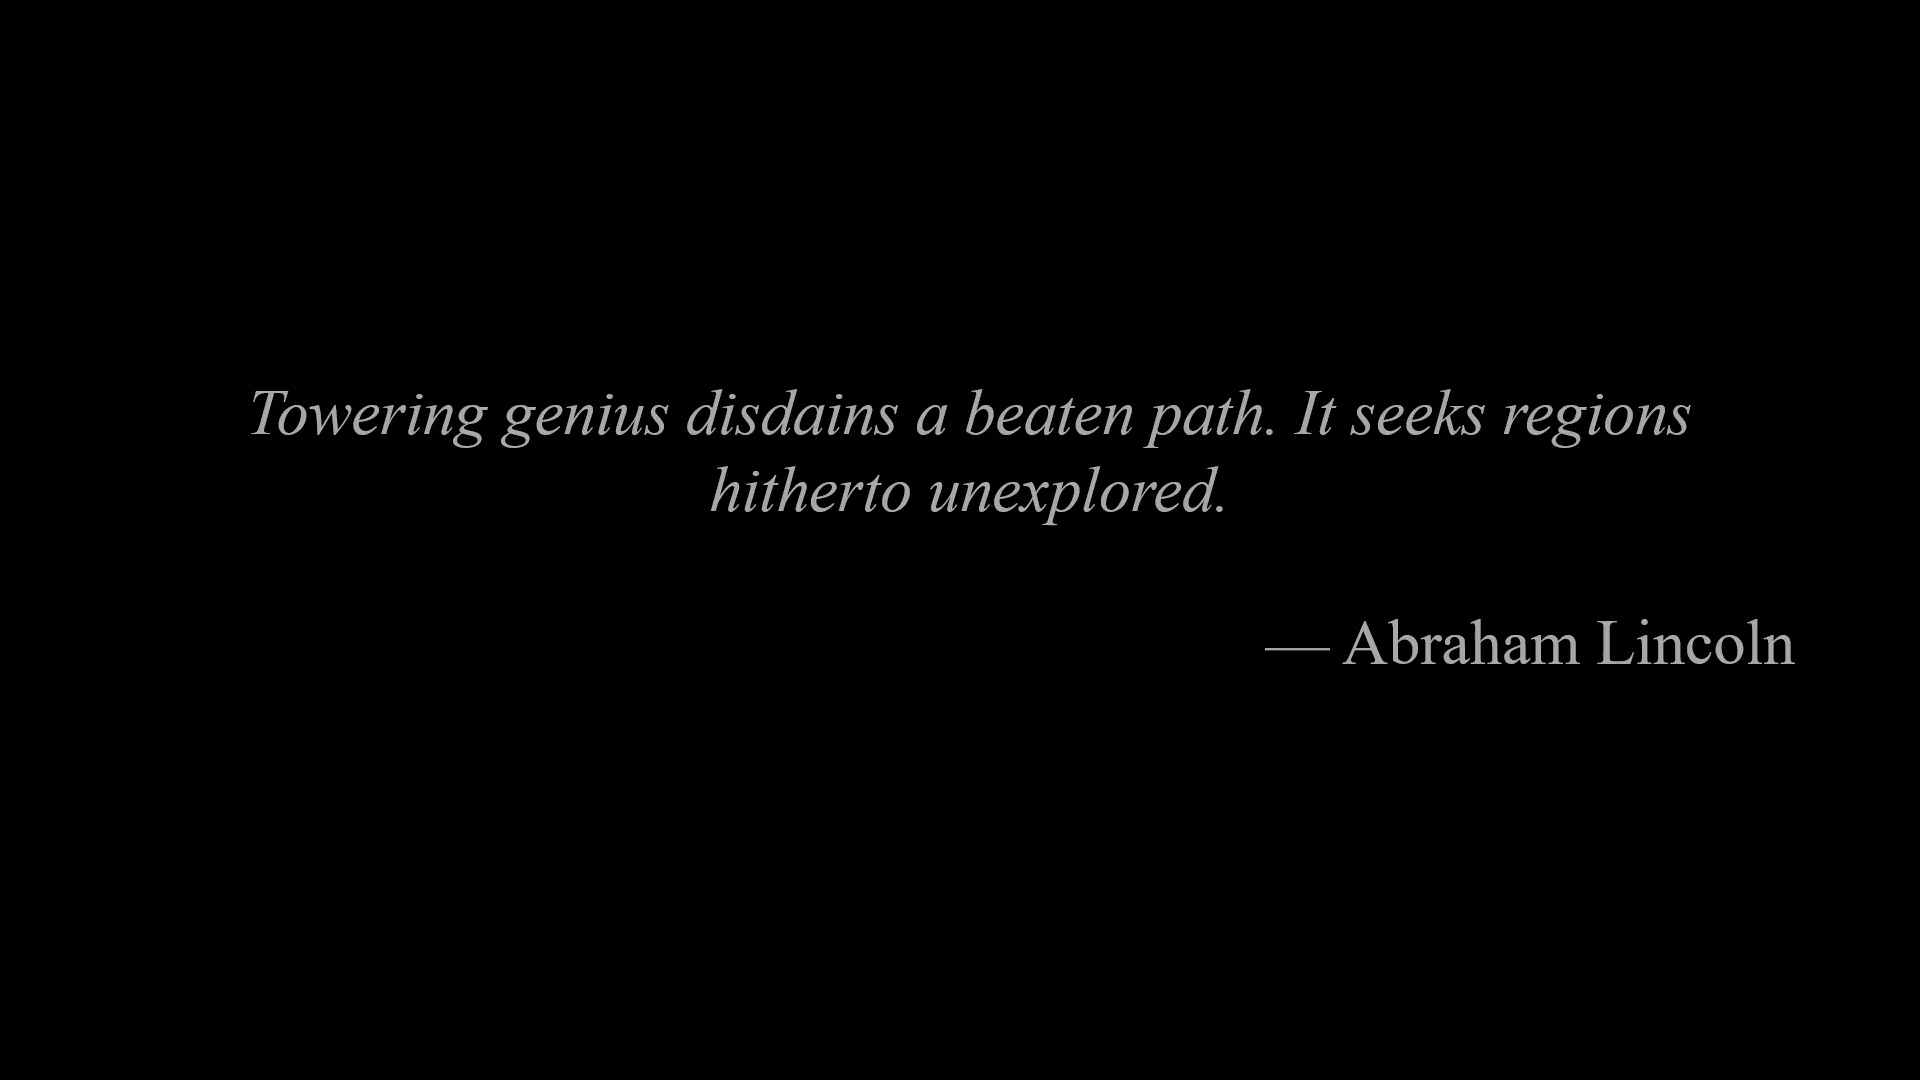 Towering genius disdains a beaten path. It seeks regions
hitherto unexplored.
— Abraham Lincoln